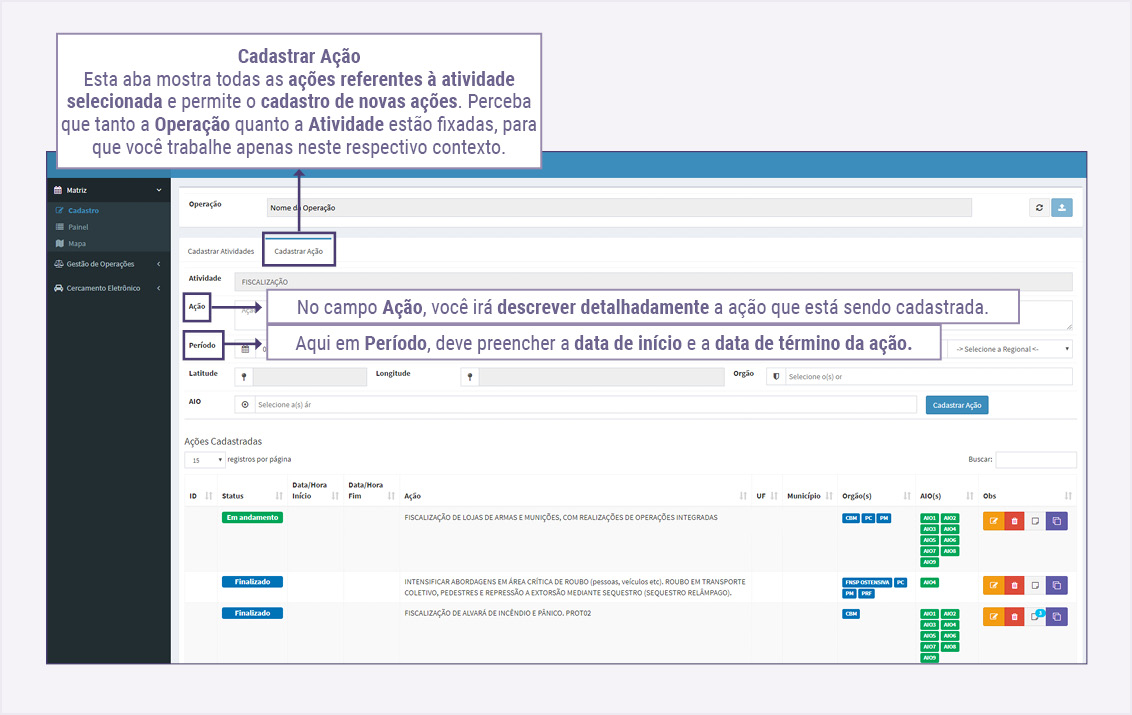 Cadastrar Ação
Esta aba mostra todas as ações referentes à atividade
selecionada e permite o cadastro de novas ações. Perceba
que tanto a Operação quanto a Atividade estão fixadas, para
que você trabalhe apenas neste respectivo contexto.
Matriz
Cadastro
Painel
Mapa
Gestão de Operações
Cercamento Eletrônico
Operação
Nome da Operação
Cadastrar Atividades
Cadastrar Ação
Atividade
FISCALIZAÇÃO
Ação
No campo Ação, você irá descrever detalhadamente a ação que está sendo cadastrada.
Período
Aqui em Período, deve preencher a data de início e a data de término da ação.
-> Selecione a Regional <-
Latitude
Longitude
Orgão
Selecione o(s) or
AIO
Selecione a(s) ár
Cadastrar Ação
Ações Cadastradas
15 registros por página
Buscar:
ID Status Data/Hora Início Data/Hora Fim Ação UF Município Orgão(s) AIO(s) Obs
Em andamento FISCALIZAÇÃO DE LOJAS DE ARMAS E MUNIÇÕES, COM REALIZAÇÕES DE OPERAÇÕES INTEGRADAS CBM PC PM AIO1 AIO2
AIO3 AIO4
AIO5 AIO6
AIO7 AIO8
AIO9
Finalizado INTENSIFICAR ABORDAGENS EM ÁREA CRÍTICA DE ROUBO (pessoas, veículos etc). ROUBO EM TRANSPORTE FNSP OSTENSIVA PC AIO4
COLETIVO, PEDESTRES E REPRESSÃO A EXTORSÃO MEDIANTE SEQUESTRO (SEQUESTRO RELÂMPAGO). PM PRF
Finalizado FISCALIZAÇÃO DE ALVARÁ DE INCÊNDIO E PÂNICO. PROT02 CBM AIO1 AIO2
AIO3 AIO4
AIO5 AIO6
AIO7 AIO8
AIO9